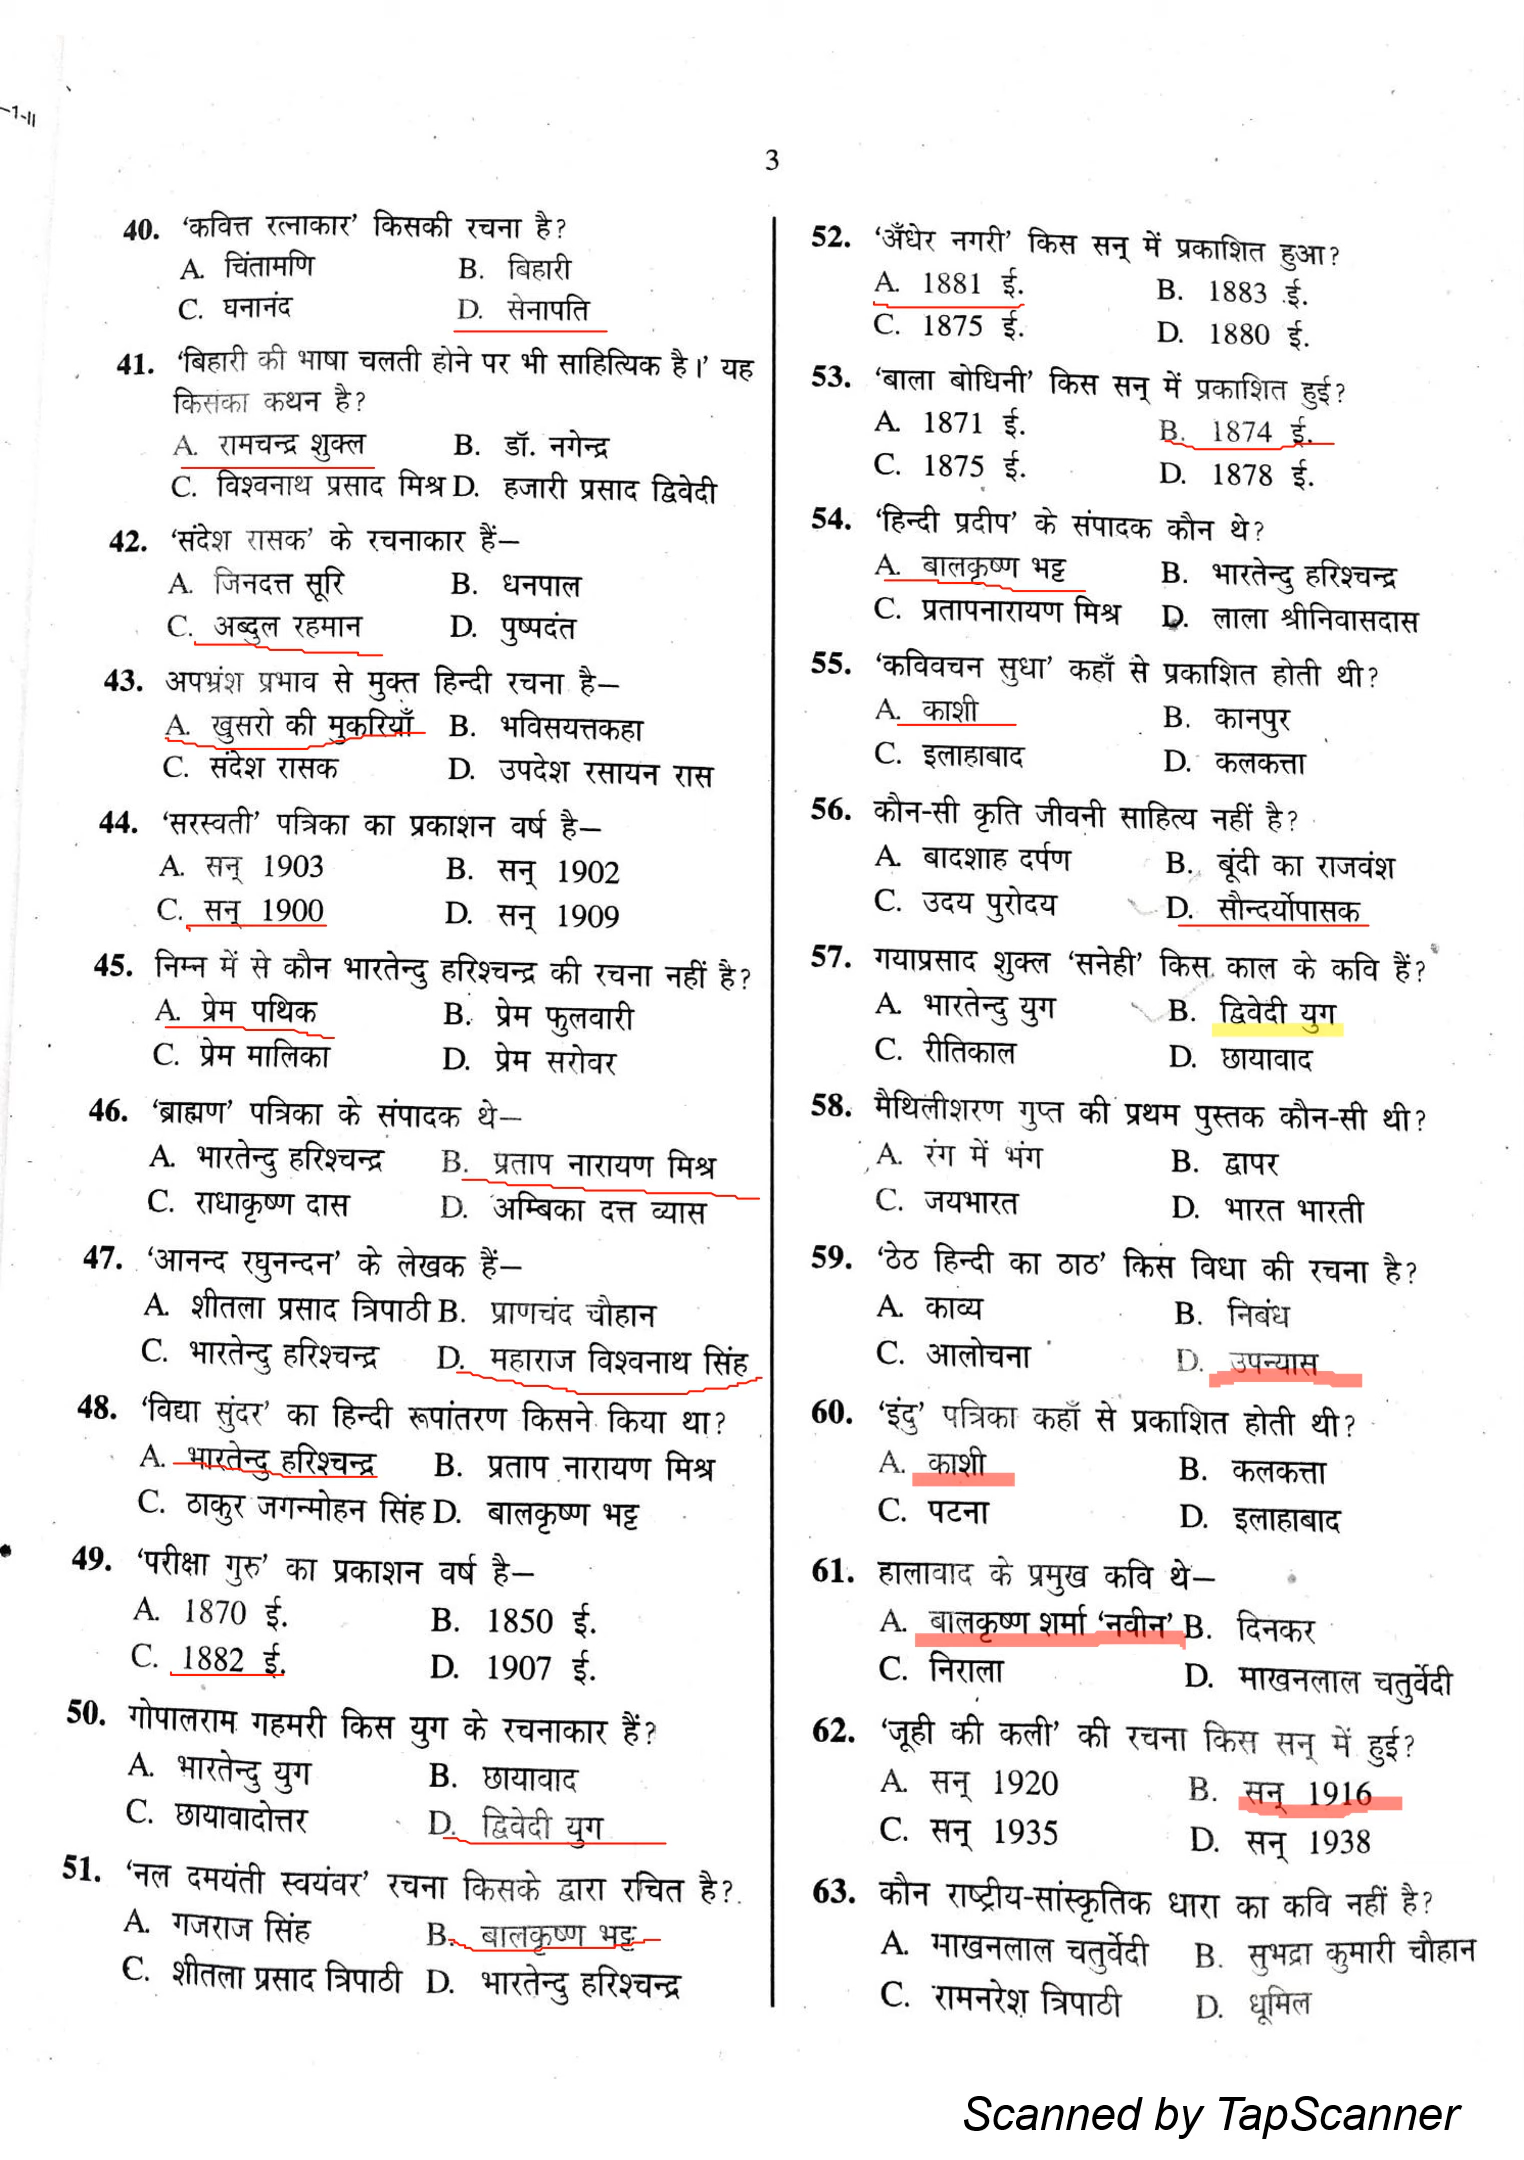 -1-II
3
40. ‘कवित्त रत्नाकार’ किसकी रचना है?
A. चिंतामणि B. बिहारी
C. घनानंद D. सेनापति
41. ‘बिहारी की भाषा चलती होने पर भी साहित्यिक है।’ यह
किसका कथन है?
A. रामचन्द्र शुक्ल B. डॉ. नगेन्द्र
C. विश्वनाथ प्रसाद मिश्र D. हजारी प्रसाद द्विवेदी
42. ‘संदेश रासक’ के रचनाकार हैं—
A. जिनदत्त सूरि B. धनपाल
C. अब्दुल रहमान D. पुष्पदंत
43. अपभ्रंश प्रभाव से मुक्त हिन्दी रचना है—
A. खुसरो की मुकरियाँ B. भविसयत्तकहा
C. संदेश रासक D. उपदेश रसायन रास
44. ‘सरस्वती’ पत्रिका का प्रकाशन वर्ष है—
A. सन् 1903 B. सन् 1902
C. सन् 1900 D. सन् 1909
45. निम्न में से कौन भारतेन्दु हरिश्चन्द्र की रचना नहीं है?
A. प्रेम पथिक B. प्रेम फुलवारी
C. प्रेम मालिका D. प्रेम सरोवर
46. ‘ब्राह्मण’ पत्रिका के संपादक थे—
A. भारतेन्दु हरिश्चन्द्र B. प्रताप नारायण मिश्र
C. राधाकृष्ण दास D. अम्बिका दत्त व्यास
47. ‘आनन्द रघुनन्दन’ के लेखक हैं—
A. शीतला प्रसाद त्रिपाठी B. प्राणचंद चौहान
C. भारतेन्दु हरिश्चन्द्र D. महाराज विश्वनाथ सिंह
48. ‘विद्या सुंदर’ का हिन्दी रूपांतरण किसने किया था?
A. भारतेन्दु हरिश्चन्द्र B. प्रताप नारायण मिश्र
C. ठाकुर जगन्मोहन सिंह D. बालकृष्ण भट्ट
49. ‘परीक्षा गुरु’ का प्रकाशन वर्ष है—
A. 1870 ई. B. 1850 ई.
C. 1882 ई. D. 1907 ई.
50. गोपालराम गहमरी किस युग के रचनाकार हैं?
A. भारतेन्दु युग B. छायावाद
C. छायावादोत्तर D. द्विवेदी युग
51. ‘नल दमयंती स्वयंवर’ रचना किसके द्वारा रचित है?
A. गजराज सिंह B. बालकृष्ण भट्ट
C. शीतला प्रसाद त्रिपाठी D. भारतेन्दु हरिश्चन्द्र
52. ‘अँधेर नगरी’ किस सन् में प्रकाशित हुआ?
A. 1881 ई. B. 1883 ई.
C. 1875 ई. D. 1880 ई.
53. ‘बाला बोधिनी’ किस सन् में प्रकाशित हुई?
A. 1871 ई. B. 1874 ई.
C. 1875 ई. D. 1878 ई.
54. ‘हिन्दी प्रदीप’ के संपादक कौन थे?
A. बालकृष्ण भट्ट B. भारतेन्दु हरिश्चन्द्र
C. प्रतापनारायण मिश्र D. लाला श्रीनिवासदास
55. ‘कविवचन सुधा’ कहाँ से प्रकाशित होती थी?
A. काशी B. कानपुर
C. इलाहाबाद D. कलकत्ता
56. कौन-सी कृति जीवनी साहित्य नहीं है?
A. बादशाह दर्पण B. बूंदी का राजवंश
C. उदय पुरोदय D. सौन्दर्योपासक
57. गयाप्रसाद शुक्ल ‘सनेही’ किस काल के कवि हैं?
A. भारतेन्दु युग B. द्विवेदी युग
C. रीतिकाल D. छायावाद
58. मैथिलीशरण गुप्त की प्रथम पुस्तक कौन-सी थी?
A. रंग में भंग B. द्वापर
C. जयभारत D. भारत भारती
59. ‘ठेठ हिन्दी का ठाठ’ किस विधा की रचना है?
A. काव्य B. निबंध
C. आलोचना D. उपन्यास
60. ‘इंदु’ पत्रिका कहाँ से प्रकाशित होती थी?
A. काशी B. कलकत्ता
C. पटना D. इलाहाबाद
61. हालावाद के प्रमुख कवि थे—
A. बालकृष्ण शर्मा ‘नवीन’ B. दिनकर
C. निराला D. माखनलाल चतुर्वेदी
62. ‘जूही की कली’ की रचना किस सन् में हुई?
A. सन् 1920 B. सन् 1916
C. सन् 1935 D. सन् 1938
63. कौन राष्ट्रीय-सांस्कृतिक धारा का कवि नहीं है?
A. माखनलाल चतुर्वेदी B. सुभद्रा कुमारी चौहान
C. रामनरेश त्रिपाठी D. धूमिल
Scanned by TapScanner